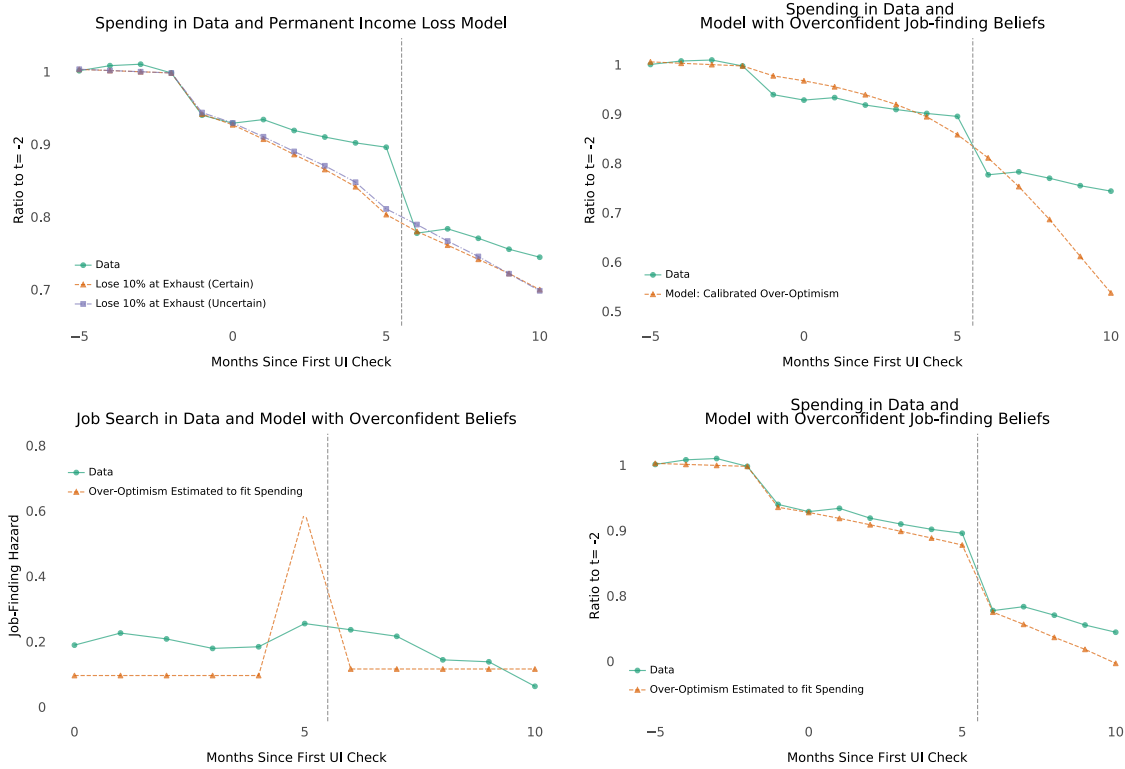 Spending in Data and Permanent Income Loss Model
Ratio to t= -2
1
0.9
0.8
0.7
Data
Lose 10% at Exhaust (Certain)
Lose 10% at Exhaust (Uncertain)
−5
0
5
10
Months Since First UI Check
Spending in Data and
Model with Overconfident Job-finding Beliefs
Ratio to t= -2
1
0.9
0.8
0.7
0.6
0.5
Data
Model: Calibrated Over-Optimism
−5
0
5
10
Months Since First UI Check
Job Search in Data and Model with Overconfident Beliefs
Job-Finding Hazard
0.8
0.6
0.4
0.2
0
Data
Over-Optimism Estimated to fit Spending
0
5
10
Months Since First UI Check
Spending in Data and
Model with Overconfident Job-finding Beliefs
Ratio to t= -2
1
0.9
0.8
0
Data
Over-Optimism Estimated to fit Spending
−5
0
5
10
Months Since First UI Check